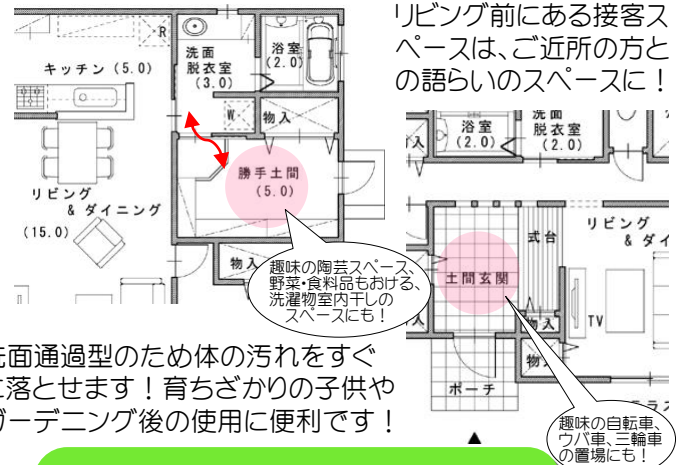 リビング前にある接客ス
ペースは、ご近所の方と
の語らいのスペースに！
R
キッチン (5.0)
洗面
脱衣室
(3.0)
浴室
(2.0)
W
物入
勝手土間
(5.0)
リビング
& ダイニング
(15.0)
物入
趣味の陶芸スペース、
野菜・食料品もおける、
洗濯物室内干しの
スペースにも！
浴室
(2.0)
洗面
脱衣室
(2.0)
入
土間玄関
式台
リビング
& ダイ
TV
物入
物
ポーチ
テラス
趣味の自転車、
ウバ車、三輪車
の置場にも！
洗面通過型のため体の汚れをすぐ
に落とせます！育ちざかりの子供や
ガーデニング後の使用に便利です！